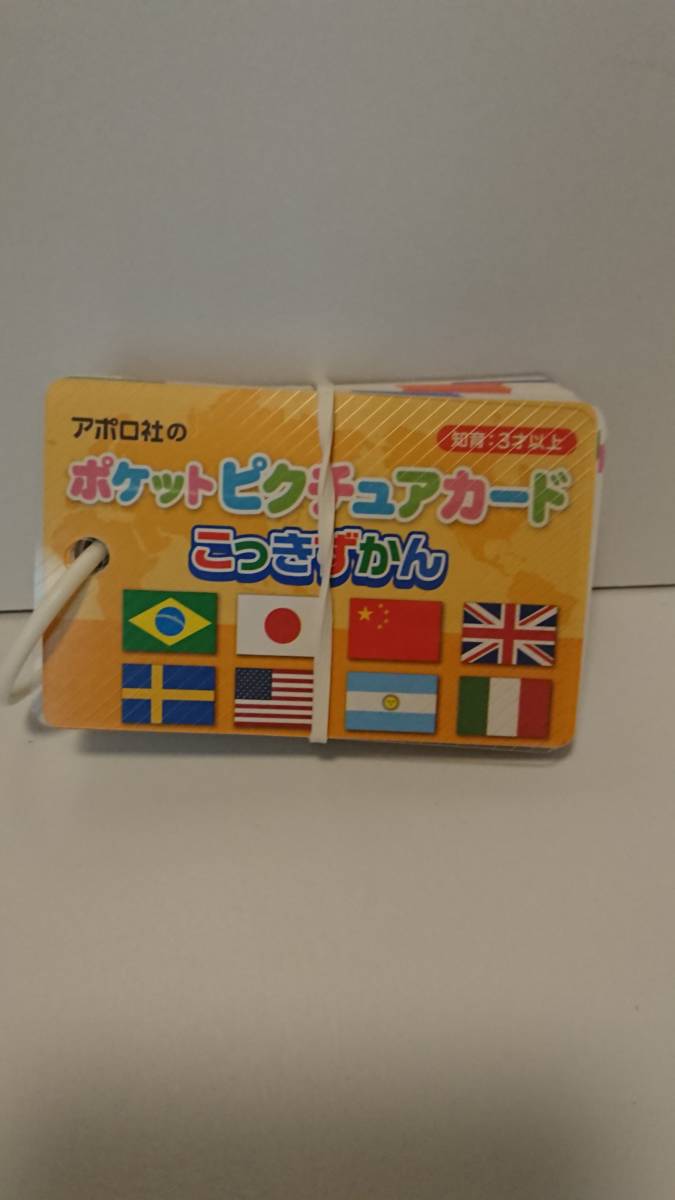 アポロ社の
知育:3才以上
ポケットピクチュアカード
こっきずかん